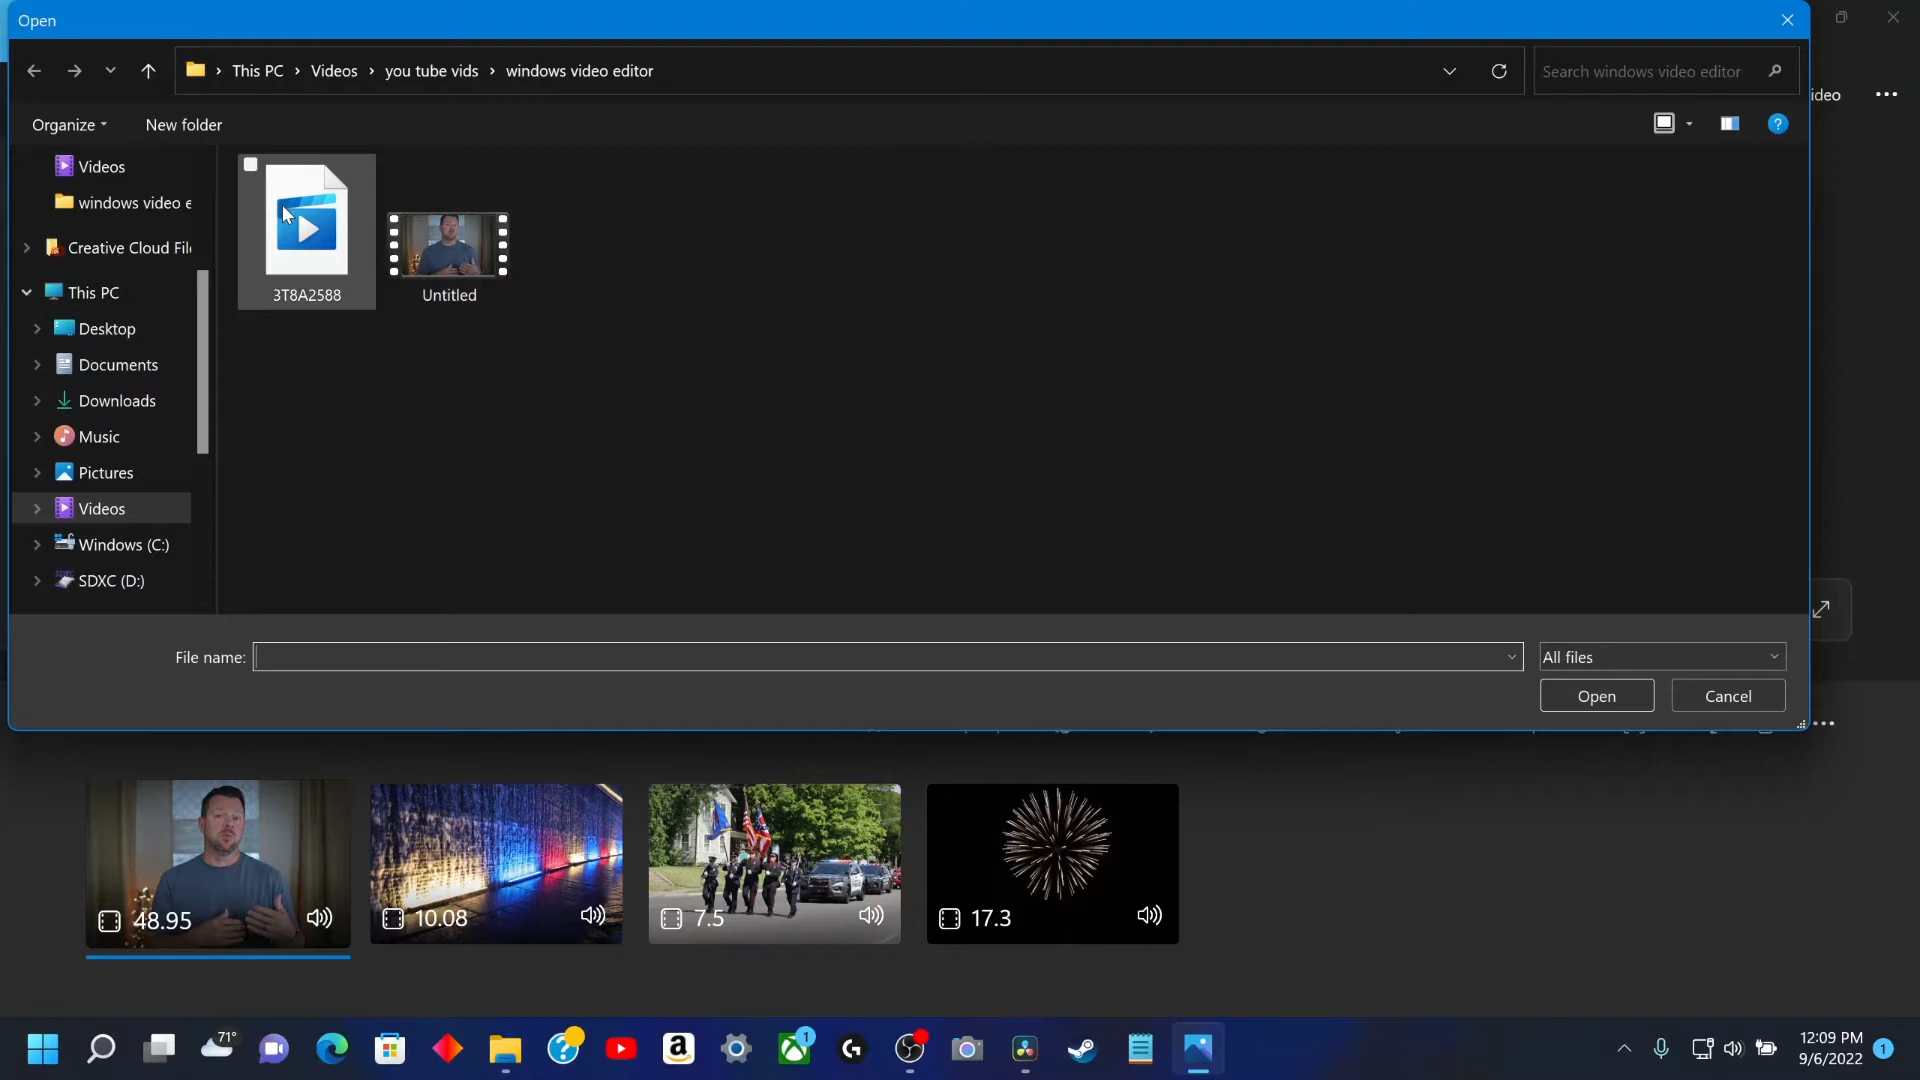 Open
This PC
Videos
you tube vids
windows video editor
Search windows video editor
ideo
Organize
New folder
Videos
windows video e
Creative Cloud Fil
This PC
Desktop
Documents
Downloads
Music
Pictures
Videos
Windows (C:)
SDXC (D:)
3T8A2588
Untitled
File name:
All files
Open
Cancel
48.95
10.08
7.5
17.3
71°
1
12:09 PM
9/6/2022
1